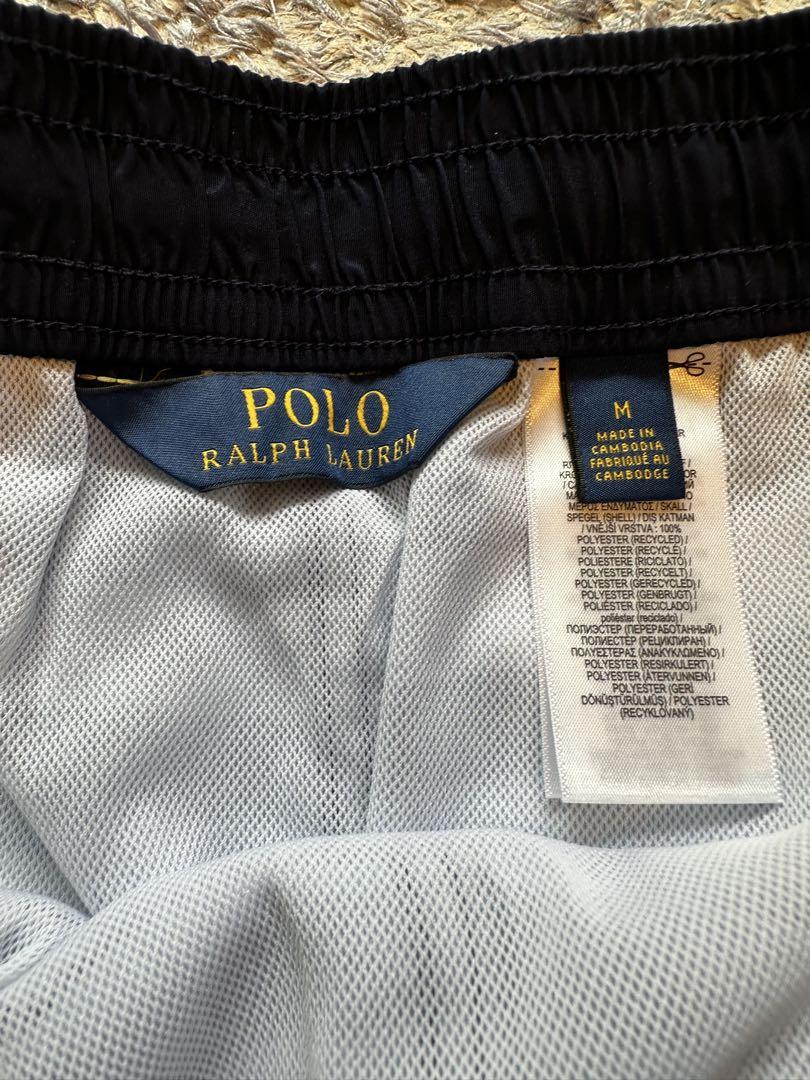 POLO
RALPH LAUREN
M
MADE IN
CAMBODIA
FABRIQUÉ AU
CAMBODGE
ΜΕΡΟΣ ΕΝΔΥΜΑΤΟΣ / SKALL /
SPEGEL (SHELL) / DIŞ KATMAN
/ VNĚJŠÍ VRSTVA : 100%
POLYESTER (RECYCLED) /
POLYESTER (RECYCLÉ) /
POLIESTERE (RICICLATO) /
POLYESTER (RECYCELT) /
POLYESTER (GERECYCLED) /
POLYESTER (GENBRUGT) /
POLIÉSTER (RECICLADO) /
poliéster (reciclado) /
ПОЛИЭСТЕР (ПЕРЕРАБОТАННЫЙ) /
ПОЛИЕСТЕР (РЕЦИКЛИРАН) /
ΠΟΛΥΕΣΤΕΡΑΣ (ΑΝΑΚΥΚΛΩΜΕΝΟ) /
POLYESTER (RESIRKULERT) /
POLYESTER (ÅTERVUNNEN) /
POLYESTER (GERİ
DÖNÜŞTÜRÜLMÜŞ) / POLYESTER
(RECYKLOVANÝ)